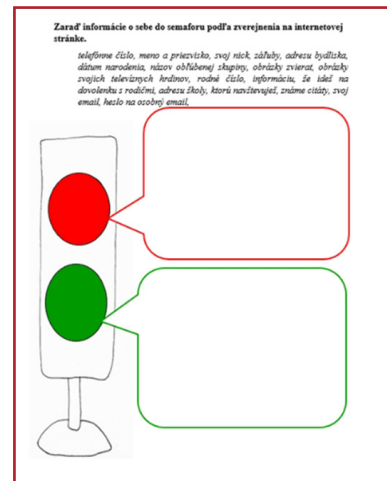 Zaraď informácie o sebe do semaforu podľa zverejnenia na internetovej
stránke.
telefónne číslo, meno a priezvisko, svoj nick, záľuby, adresu bydliska,
dátum narodenia, názov obľúbenej skupiny, obrázky zvierat, obrázky
svojich televíznych hrdinov, rodné číslo, informáciu, že ideš na
dovolenku s rodičmi, adresu školy, ktorú navštevuješ, známe citáty, svoj
email, heslo na osobný email,